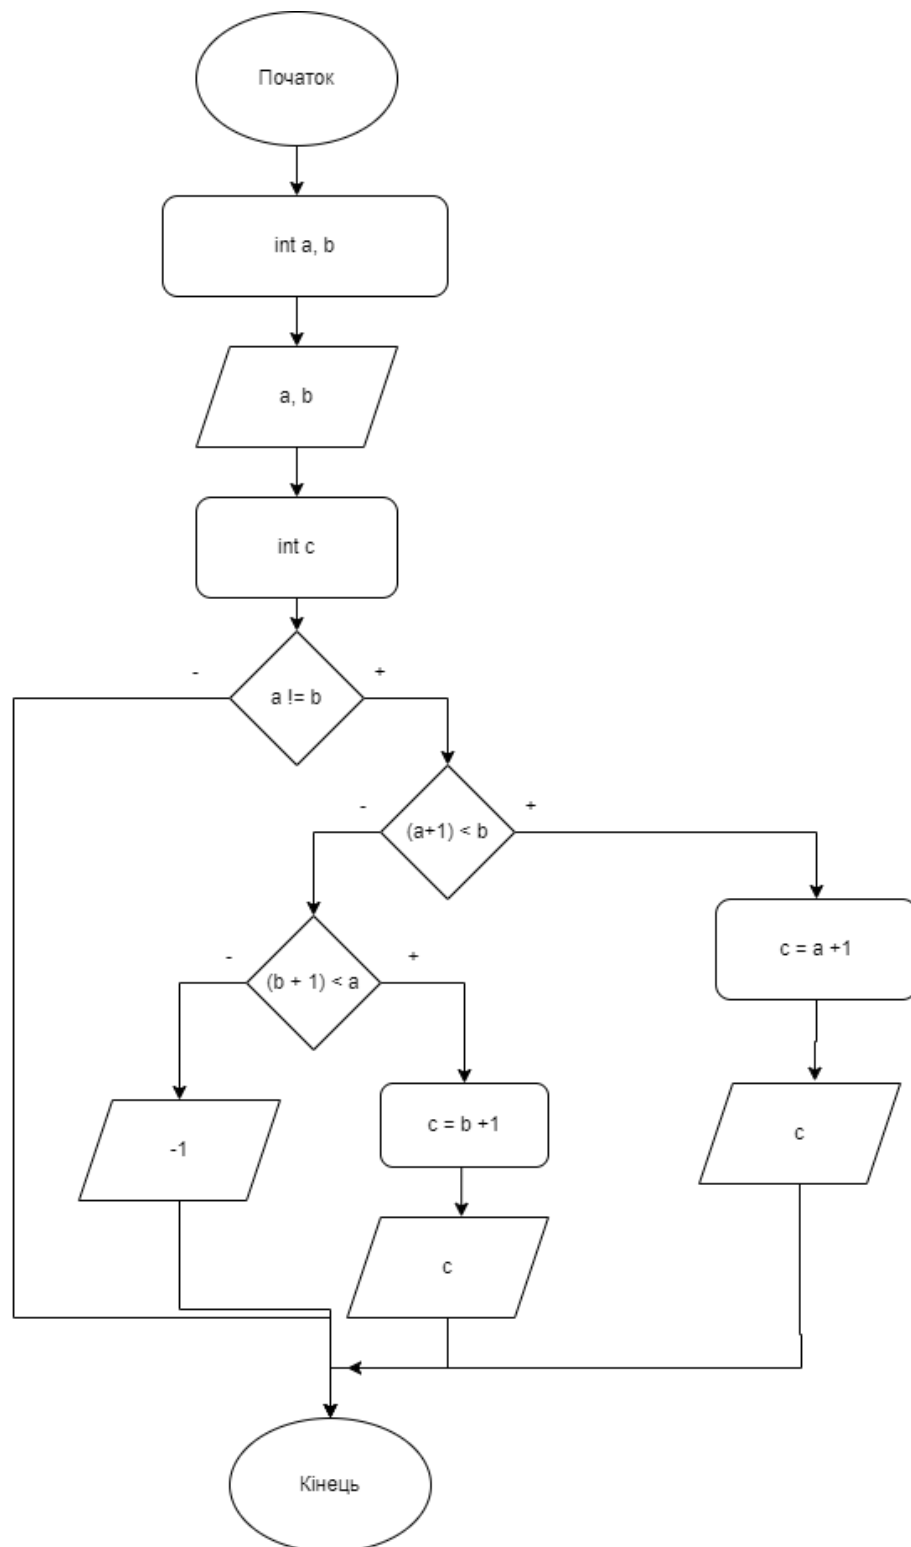 Початок
int a, b
a, b
int c
- +
a != b
- +
(a+1) < b
- +
(b + 1) < a
c = a +1
-1
c = b +1
c
c
Кінець